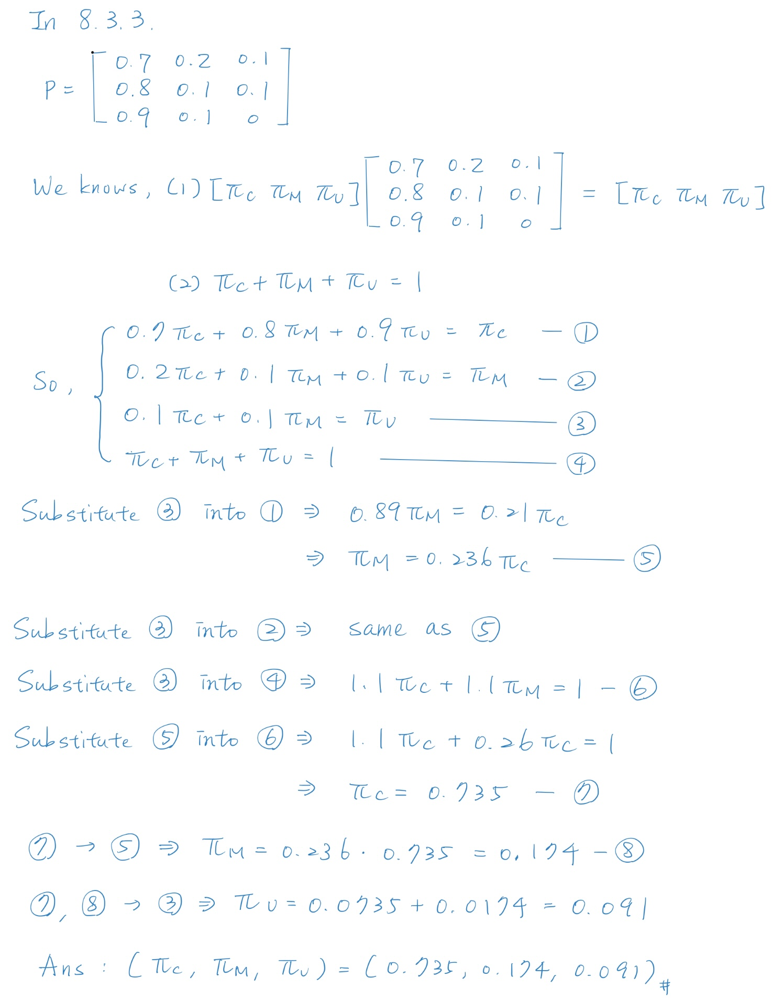 In 8.3.3.
P = [ 0.7 0.2 0.1
0.8 0.1 0.1
0.9 0.1 0 ]
We knows, (1) [πC πM πU] [ 0.7 0.2 0.1
0.8 0.1 0.1
0.9 0.1 0 ] = [πC πM πU]
(2) πC + πM + πU = 1
So, { 0.7 πC + 0.8 πM + 0.9 πU = πC — ①
0.2 πC + 0.1 πM + 0.1 πU = πM — ②
0.1 πC + 0.1 πM = πU — ③
πC + πM + πU = 1 — ④
Substitute ③ into ① ⇒ 0.89 πM = 0.21 πC
⇒ πM = 0.236 πC — ⑤
Substitute ③ into ② ⇒ same as ⑤
Substitute ③ into ④ ⇒ 1.1 πC + 1.1 πM = 1 — ⑥
Substitute ⑤ into ⑥ ⇒ 1.1 πC + 0.26 πC = 1
⇒ πC = 0.735 — ⑦
⑦ → ⑤ ⇒ πM = 0.236 · 0.735 = 0.174 — ⑧
⑦, ⑧ → ③ ⇒ πU = 0.0735 + 0.0174 = 0.091
Ans : (πC, πM, πU) = (0.735, 0.174, 0.091) #